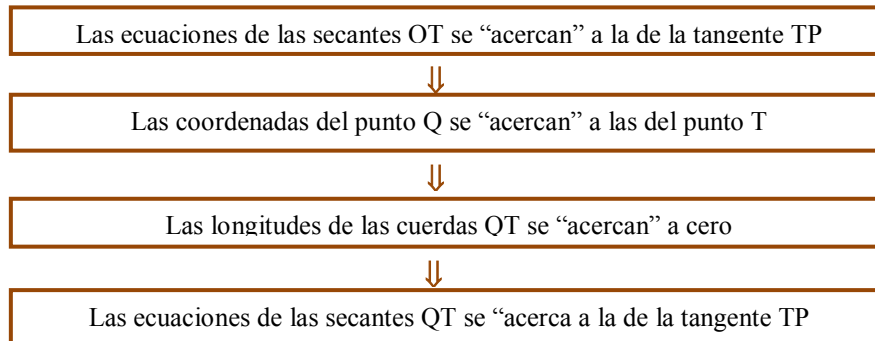 Las ecuaciones de las secantes QT se “acercan” a la de la tangente TP
⇓
Las coordenadas del punto Q se “acercan” a las del punto T
⇓
Las longitudes de las cuerdas QT se “acercan” a cero
⇓
Las ecuaciones de las secantes QT se “acerca a la de la tangente TP